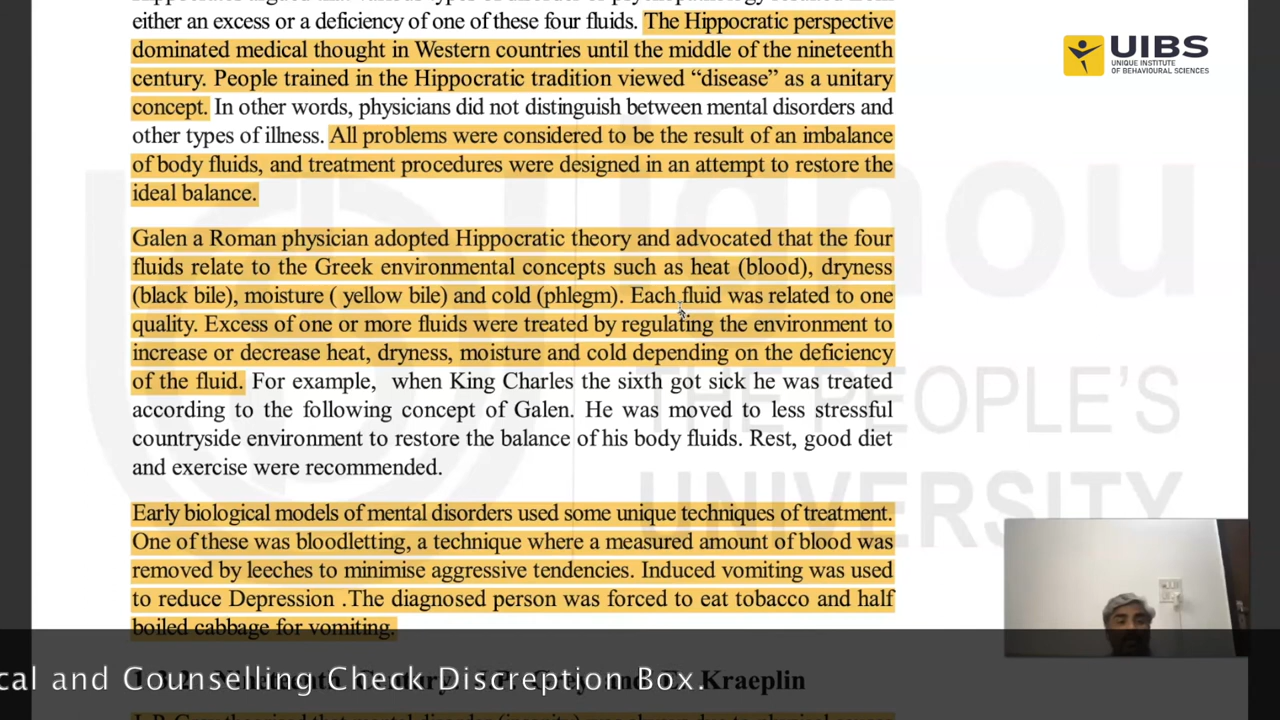 either an excess or a deficiency of one of these four fluids. The Hippocratic perspective
dominated medical thought in Western countries until the middle of the nineteenth
century. People trained in the Hippocratic tradition viewed “disease” as a unitary
concept. In other words, physicians did not distinguish between mental disorders and
other types of illness. All problems were considered to be the result of an imbalance
of body fluids, and treatment procedures were designed in an attempt to restore the
ideal balance.
Galen a Roman physician adopted Hippocratic theory and advocated that the four
fluids relate to the Greek environmental concepts such as heat (blood), dryness
(black bile), moisture ( yellow bile) and cold (phlegm). Each fluid was related to one
quality. Excess of one or more fluids were treated by regulating the environment to
increase or decrease heat, dryness, moisture and cold depending on the deficiency
of the fluid. For example, when King Charles the sixth got sick he was treated
according to the following concept of Galen. He was moved to less stressful
countryside environment to restore the balance of his body fluids. Rest, good diet
and exercise were recommended.
Early biological models of mental disorders used some unique techniques of treatment.
One of these was bloodletting, a technique where a measured amount of blood was
removed by leeches to minimise aggressive tendencies. Induced vomiting was used
to reduce Depression .The diagnosed person was forced to eat tobacco and half
boiled cabbage for vomiting.
Kraeplin
cal and Counselling Check Discreption Box.
UIBS
UNIQUE INSTITUTE
OF BEHAVIOURAL SCIENCES
ignou
THE PEOPLE'S
UNIVERSITY